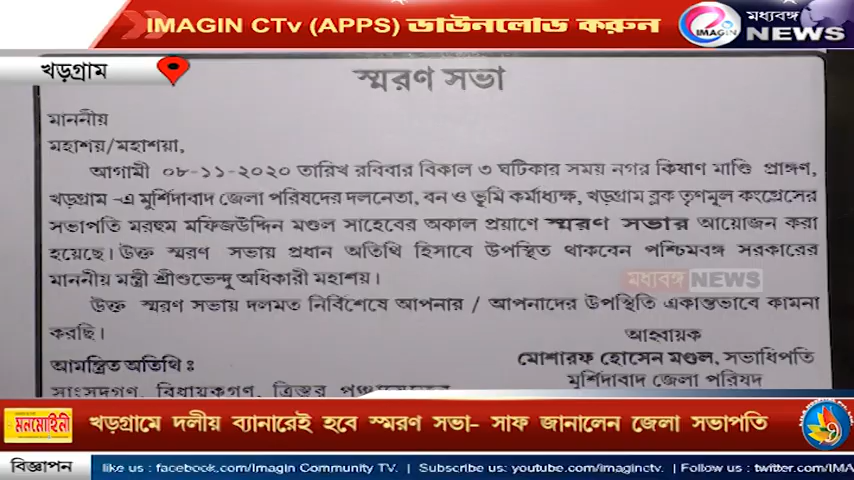 IMAGIN CTv (APPS) ডাউনলোড করুন
IMAGIN
মধ্যবঙ্গ
NEWS
খড়গ্রাম
স্মরণ সভা
মাননীয়
মহাশয়/মহাশয়া,
আগামী ০৮-১১-২০২০ তারিখ রবিবার বিকাল ৩ ঘটিকার সময় নগর কিষাণ মাণ্ডি প্রাঙ্গণ,
খড়গ্রাম -এ মুর্শিদাবাদ জেলা পরিষদের দলনেতা, বন ও ভূমি কর্মাধ্যক্ষ, খড়গ্রাম ব্লক তৃণমূল কংগ্রেসের
সভাপতি মরহুম মফিজউদ্দিন মণ্ডল সাহেবের অকাল প্রয়াণে স্মরণ সভার আয়োজন করা
হয়েছে। উক্ত স্মরণ সভায় প্রধান অতিথি হিসাবে উপস্থিত থাকবেন পশ্চিমবঙ্গ সরকারের
মাননীয় মন্ত্রী শ্রীশুভেন্দু অধিকারী মহাশয়।
মধ্যবঙ্গ NEWS
উক্ত স্মরণ সভায় দলমত নির্বিশেষে আপনার / আপনাদের উপস্থিতি একান্তভাবে কামনা
করছি।
আহ্বায়ক
মোশারফ হোসেন মণ্ডল, সভাধিপতি
মুর্শিদাবাদ জেলা পরিষদ
আমন্ত্রিত অতিথি :
সাংসদগণ, বিধায়কগণ, ত্রিস্তর
মনমোহিনী
খড়গ্রামে দলীয় ব্যানারেই হবে স্মরণ সভা- সাফ জানালেন জেলা সভাপতি
বিজ্ঞাপন
like us : facebook.com/Imagin Community TV. | Subscribe us: youtube.com/imaginctv. | Follow us : twitter.com/IMA